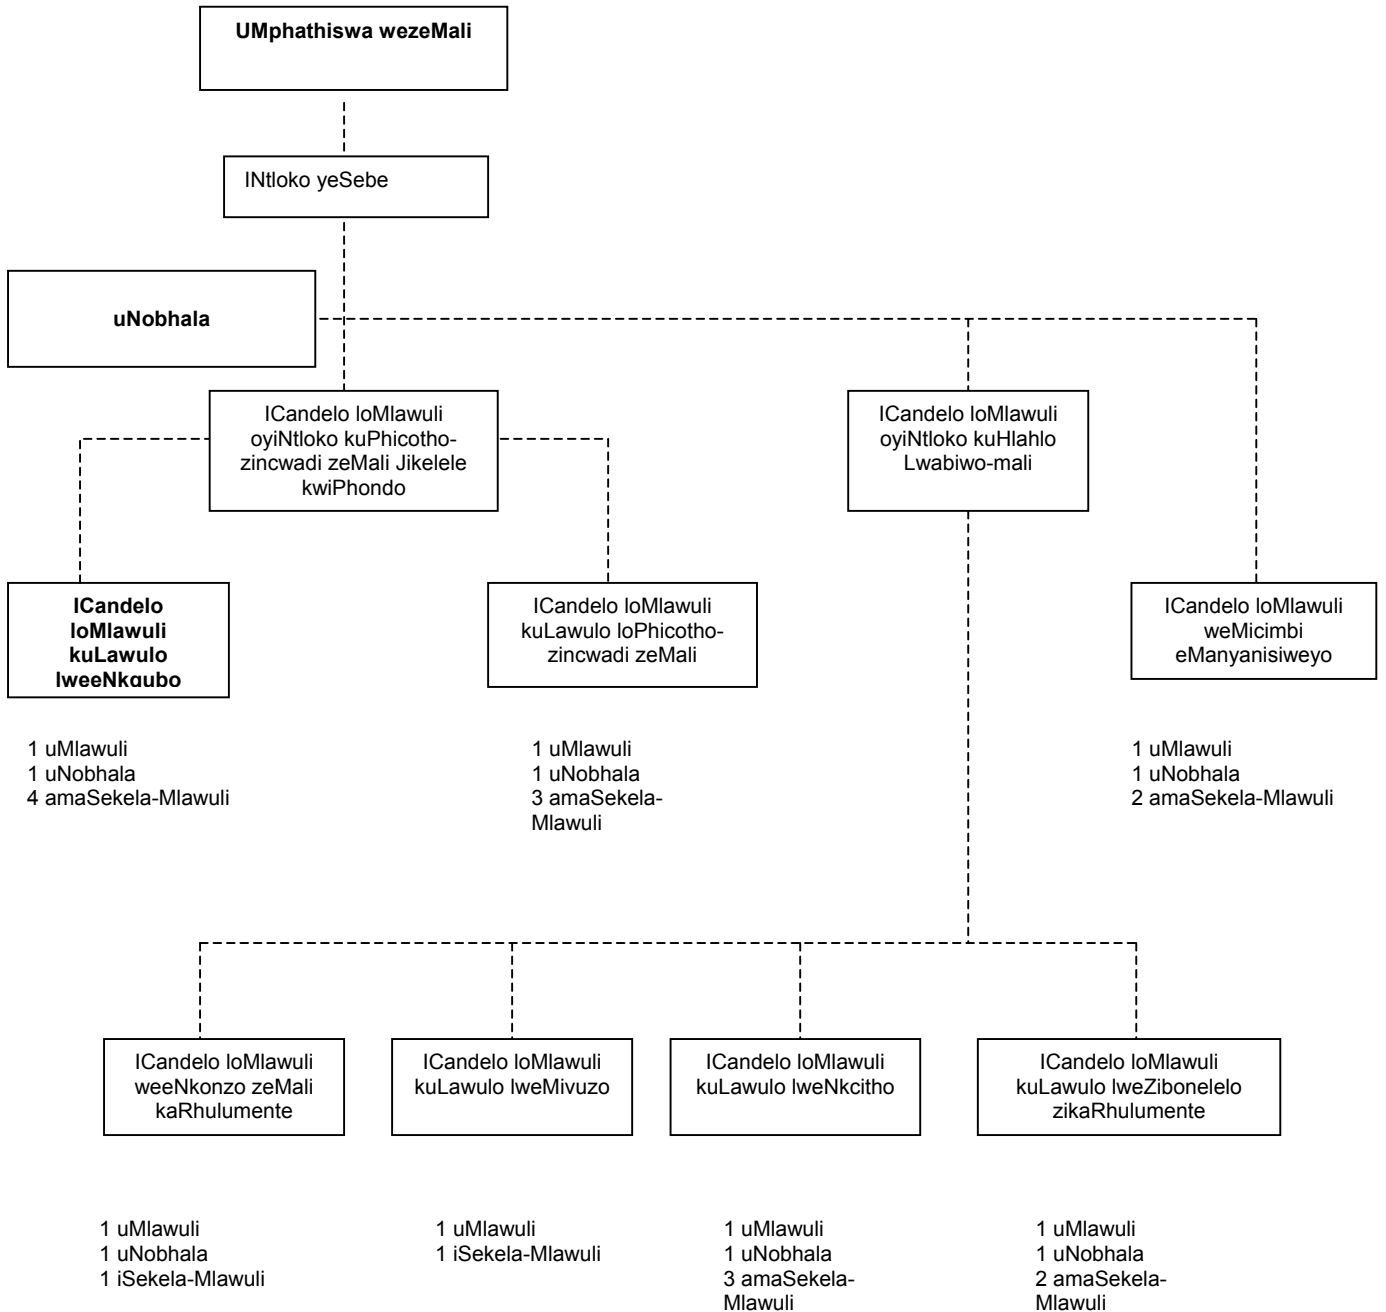 UMphathiswa wezeMali
INtloko yeSebe
uNobhala
ICandelo loMlawuli
oyiNtloko kuPhicotho-
zincwadi zeMali Jikelele
kwiPhondo
ICandelo loMlawuli
oyiNtloko kuHlahlo
Lwabiwo-mali
ICandelo
loMlawuli
kuLawulo
lweeNkqubo
ICandelo loMlawuli
kuLawulo loPhicotho-
zincwadi zeMali
ICandelo loMlawuli
weMicimbi
eManyanisiweyo
1 uMlawuli
1 uNobhala
4 amaSekela-Mlawuli
1 uMlawuli
1 uNobhala
3 amaSekela-
Mlawuli
1 uMlawuli
1 uNobhala
2 amaSekela-Mlawuli
ICandelo loMlawuli
weeNkonzo zeMali
kaRhulumente
ICandelo loMlawuli
kuLawulo lweMivuzo
ICandelo loMlawuli
kuLawulo lweNkcitho
ICandelo loMlawuli
kuLawulo lweZibonelelo
zikaRhulumente
1 uMlawuli
1 uNobhala
1 iSekela-Mlawuli
1 uMlawuli
1 iSekela-Mlawuli
1 uMlawuli
1 uNobhala
3 amaSekela-
Mlawuli
1 uMlawuli
1 uNobhala
2 amaSekela-
Mlawuli